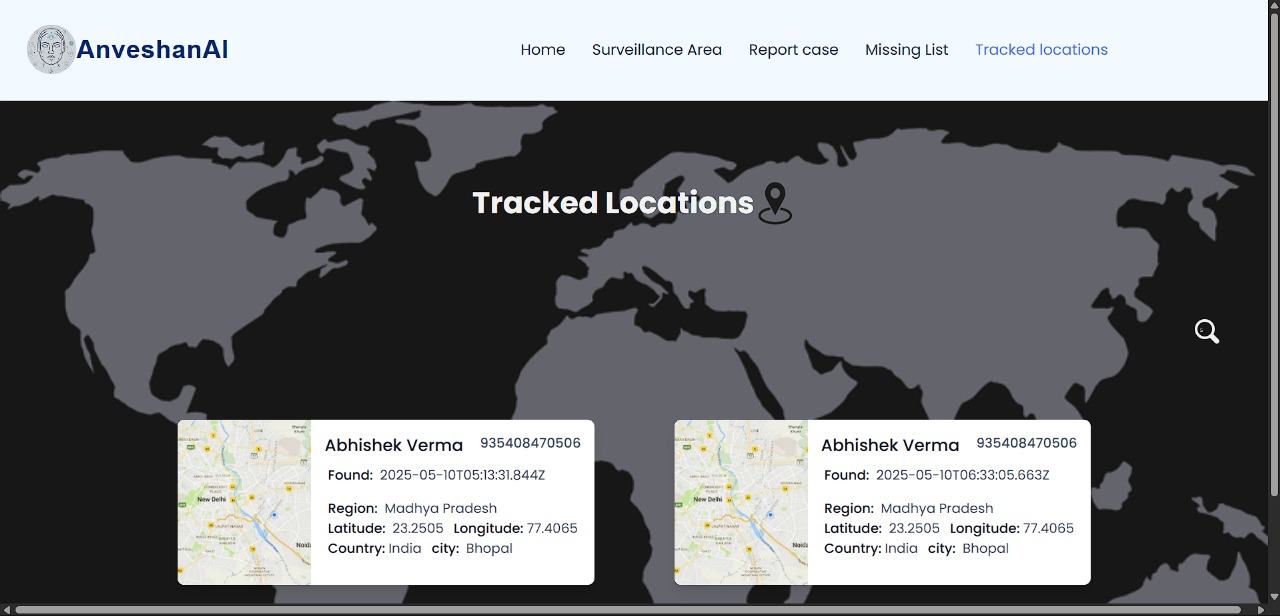 AnveshanAI
Home Surveillance Area Report case Missing List Tracked locations
Tracked Locations
Abhishek Verma 935408470506
Found: 2025-05-10T05:13:31.844Z
Region: Madhya Pradesh
Latitude: 23.2505 Longitude: 77.4065
Country: India city: Bhopal
New Delhi
Noida
Abhishek Verma 935408470506
Found: 2025-05-10T06:33:05.663Z
Region: Madhya Pradesh
Latitude: 23.2505 Longitude: 77.4065
Country: India city: Bhopal
New Delhi